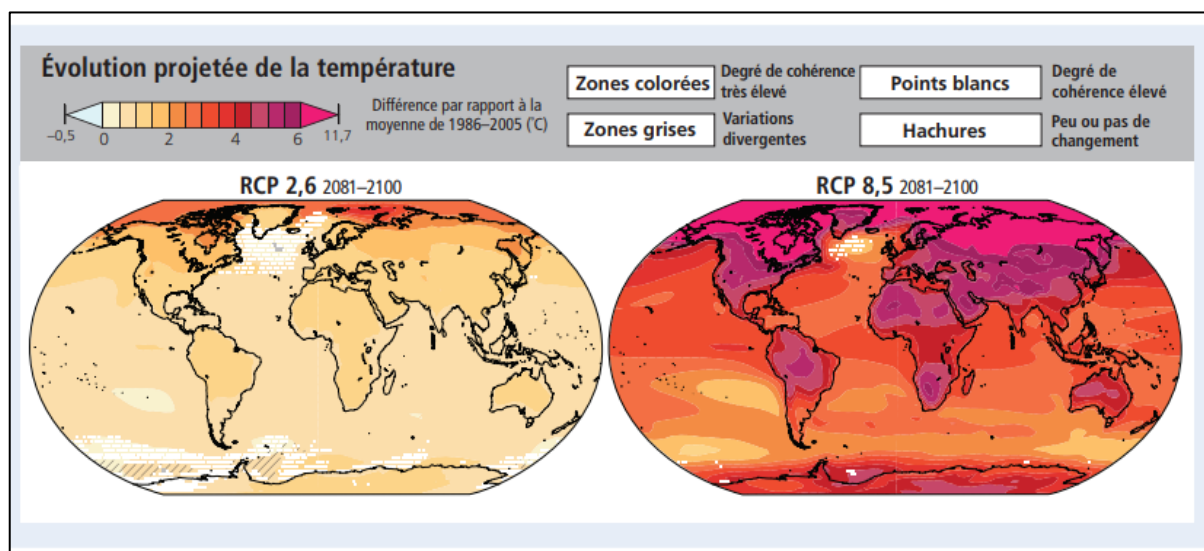 Évolution projetée de la température
−0,5 0 2 4 6 11,7
Différence par rapport à la
moyenne de 1986–2005 (˚C)
Zones colorées
Degré de cohérence
très élevé
Zones grises
Variations
divergentes
Points blancs
Degré de
cohérence élevé
Hachures
Peu ou pas de
changement
RCP 2,6 2081–2100
RCP 8,5 2081–2100